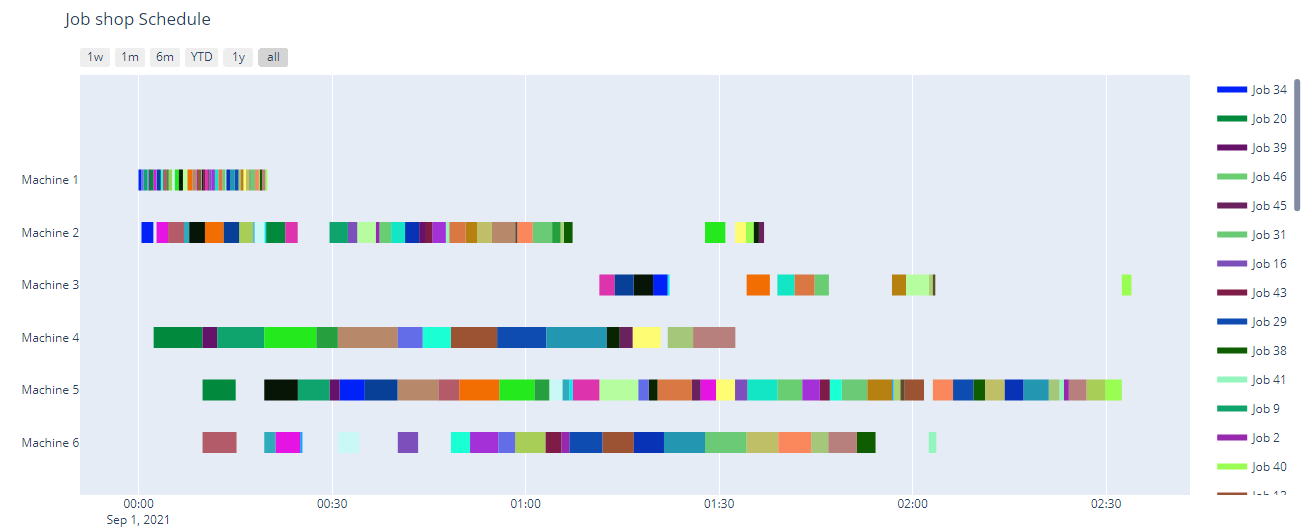 Job shop Schedule
1w 1m 6m YTD 1y all
Machine 1
Machine 2
Machine 3
Machine 4
Machine 5
Machine 6
00:00 00:30 01:00 01:30 02:00 02:30
Sep 1, 2021
Job 34
Job 20
Job 39
Job 46
Job 45
Job 31
Job 16
Job 43
Job 29
Job 38
Job 41
Job 9
Job 2
Job 40